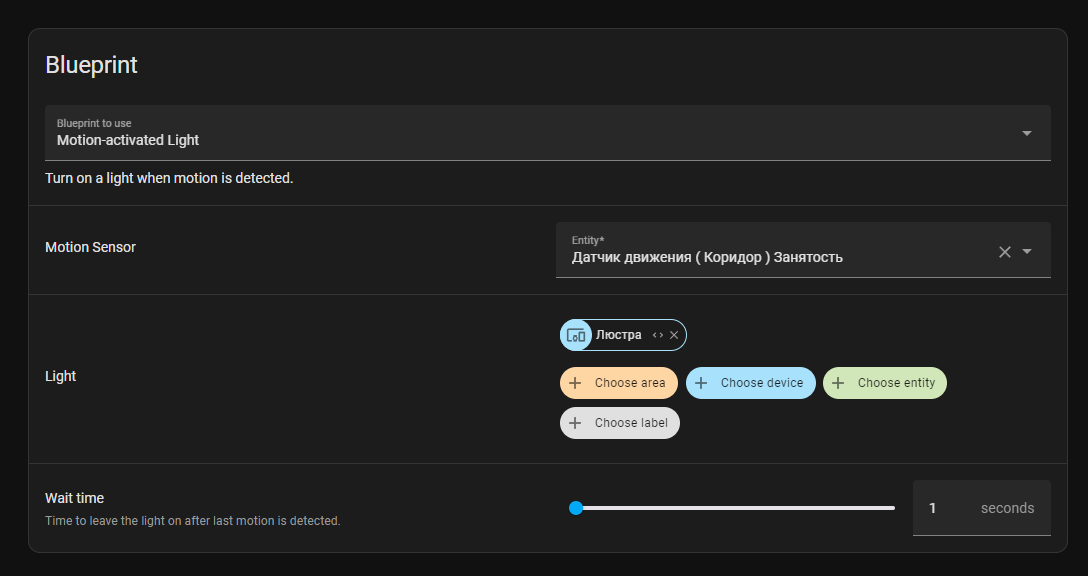 Blueprint
Blueprint to use
Motion-activated Light
Turn on a light when motion is detected.
Motion Sensor
Entity*
Датчик движения ( Коридор ) Занятость
Light
Люстра
Choose area
Choose device
Choose entity
Choose label
Wait time
Time to leave the light on after last motion is detected.
1 seconds